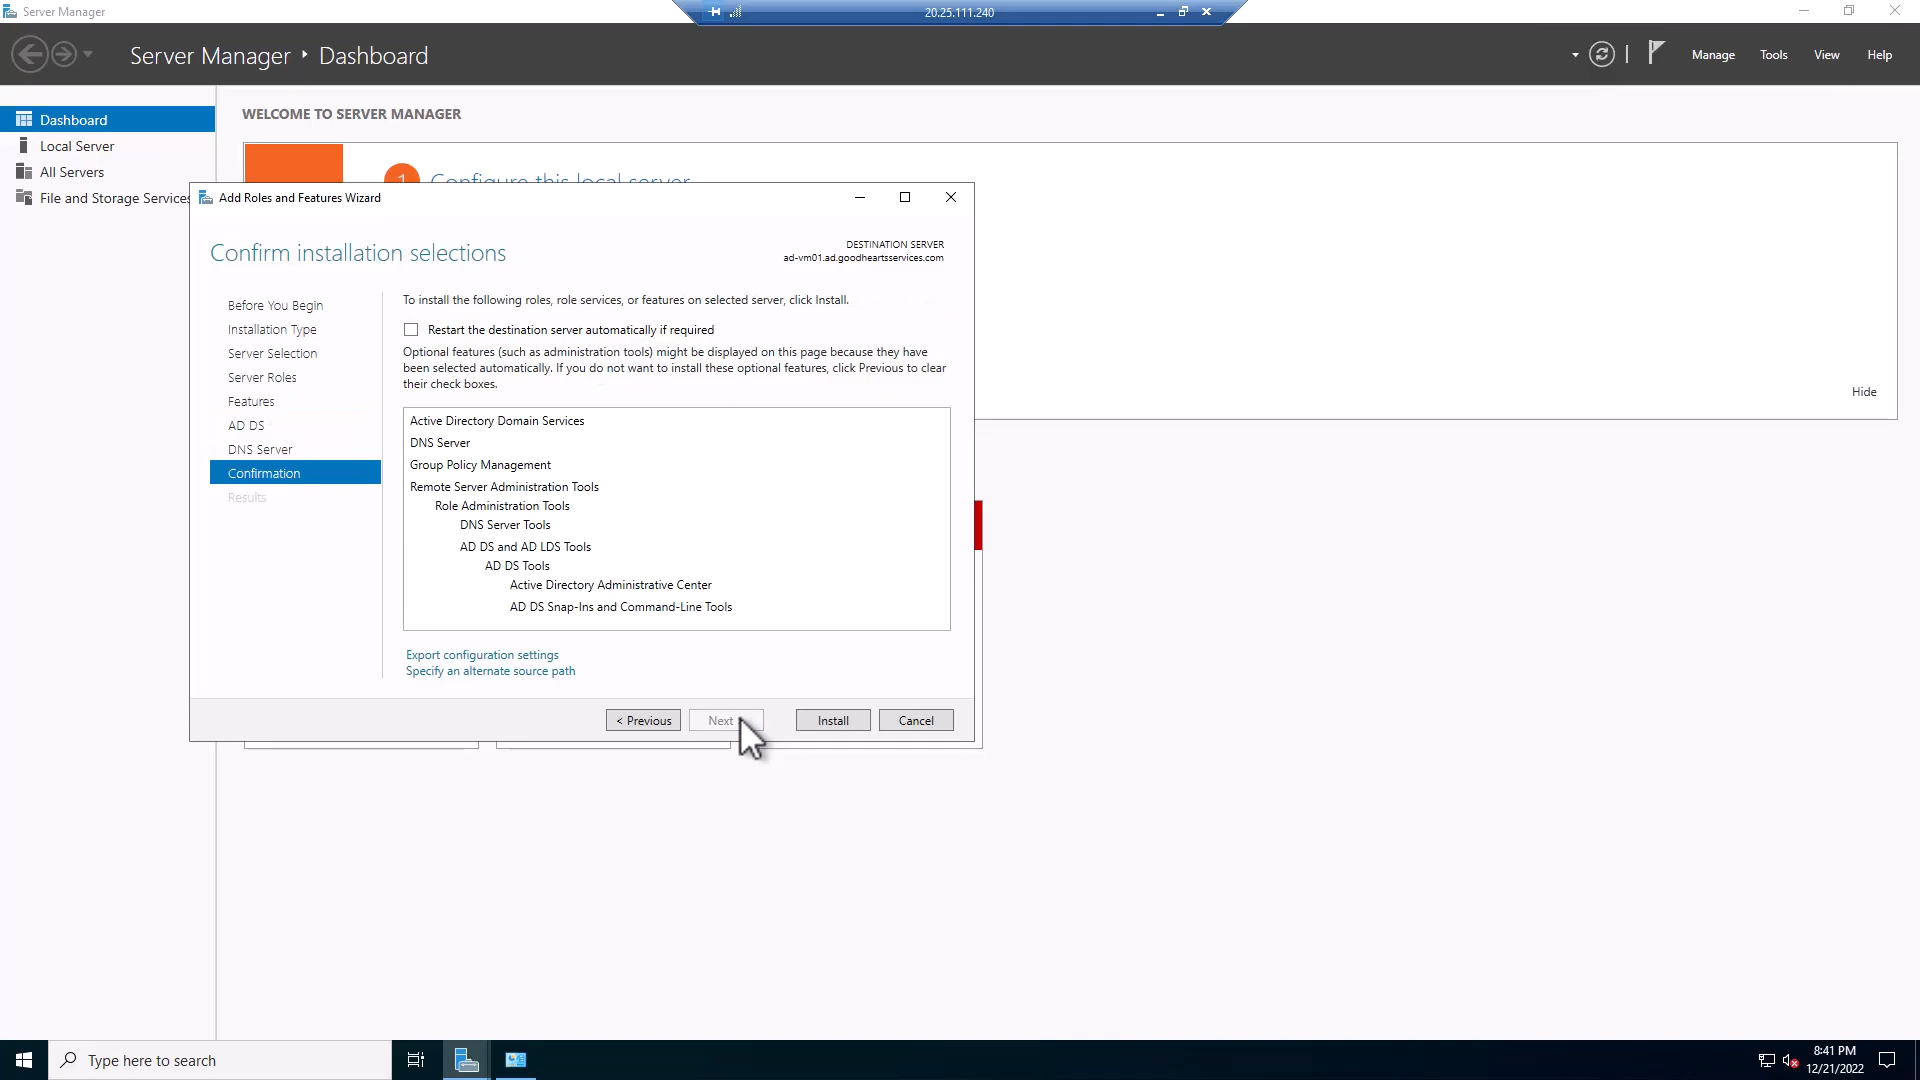 Server Manager
20.25.111.240
Server Manager ‣ Dashboard
Manage
Tools
View
Help
Dashboard
Local Server
All Servers
File and Storage Services
WELCOME TO SERVER MANAGER
1
Configure this local server
Hide
Add Roles and Features Wizard
Confirm installation selections
DESTINATION SERVER
ad-vm01.ad.goodheartsservices.com
Before You Begin
Installation Type
Server Selection
Server Roles
Features
AD DS
DNS Server
Confirmation
Results
To install the following roles, role services, or features on selected server, click Install.
Restart the destination server automatically if required
Optional features (such as administration tools) might be displayed on this page because they have
been selected automatically. If you do not want to install these optional features, click Previous to clear
their check boxes.
Active Directory Domain Services
DNS Server
Group Policy Management
Remote Server Administration Tools
Role Administration Tools
DNS Server Tools
AD DS and AD LDS Tools
AD DS Tools
Active Directory Administrative Center
AD DS Snap-Ins and Command-Line Tools
Export configuration settings
Specify an alternate source path
< Previous
Next
Install
Cancel
Type here to search
8:41 PM
12/21/2022